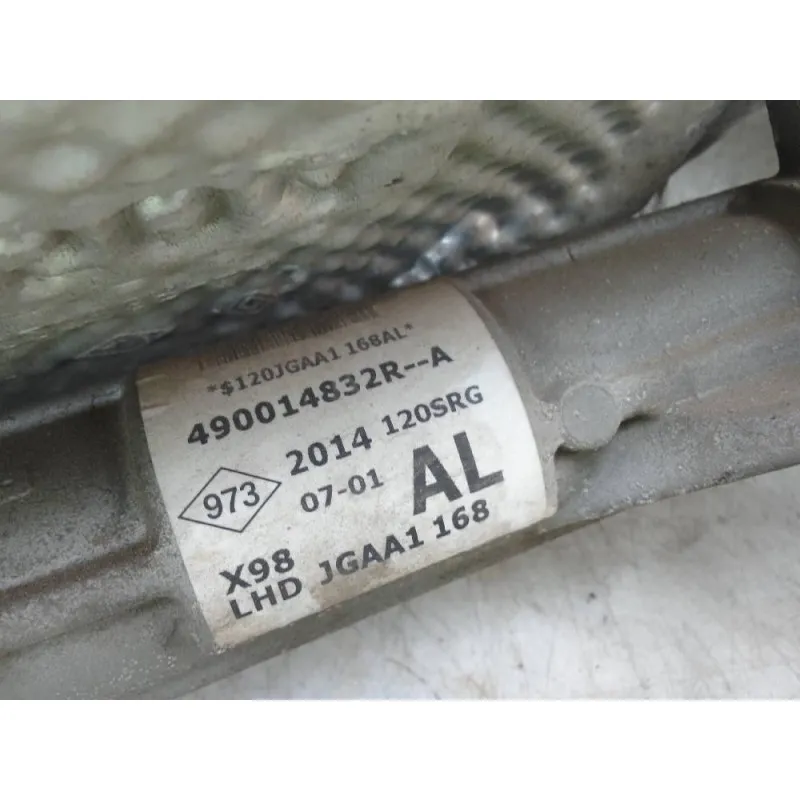 *$120JGAA1 168AL*
490014832R--A
973
2014 120SRG
07-01 AL
X98
LHD JGAA1 168